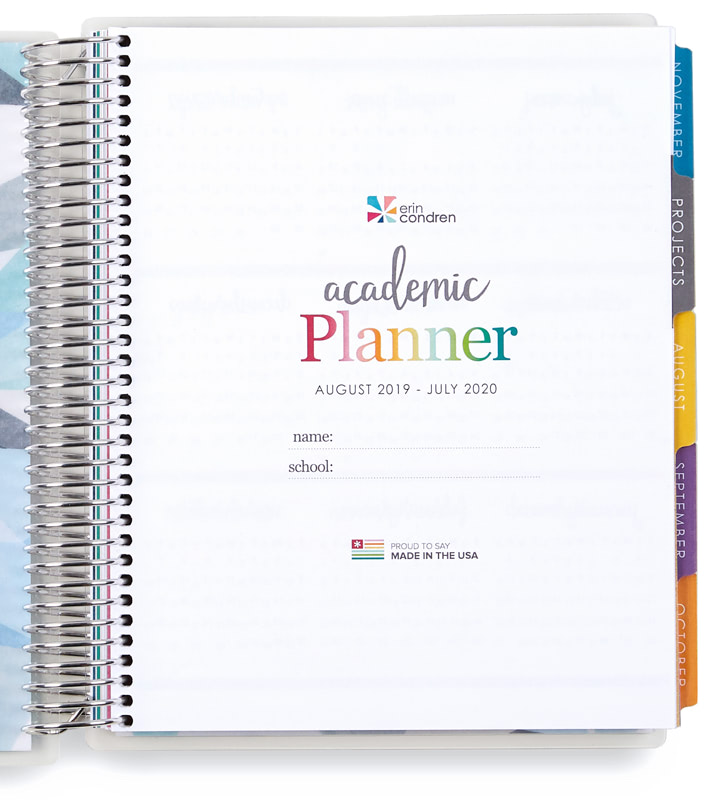 erin
condren
academic
Planner
AUGUST 2019 - JULY 2020
name:
school:
PROUD TO SAY
MADE IN THE USA
NOVEMBER
PROJECTS
AUGUST
SEPTEMBER
OCTOBER